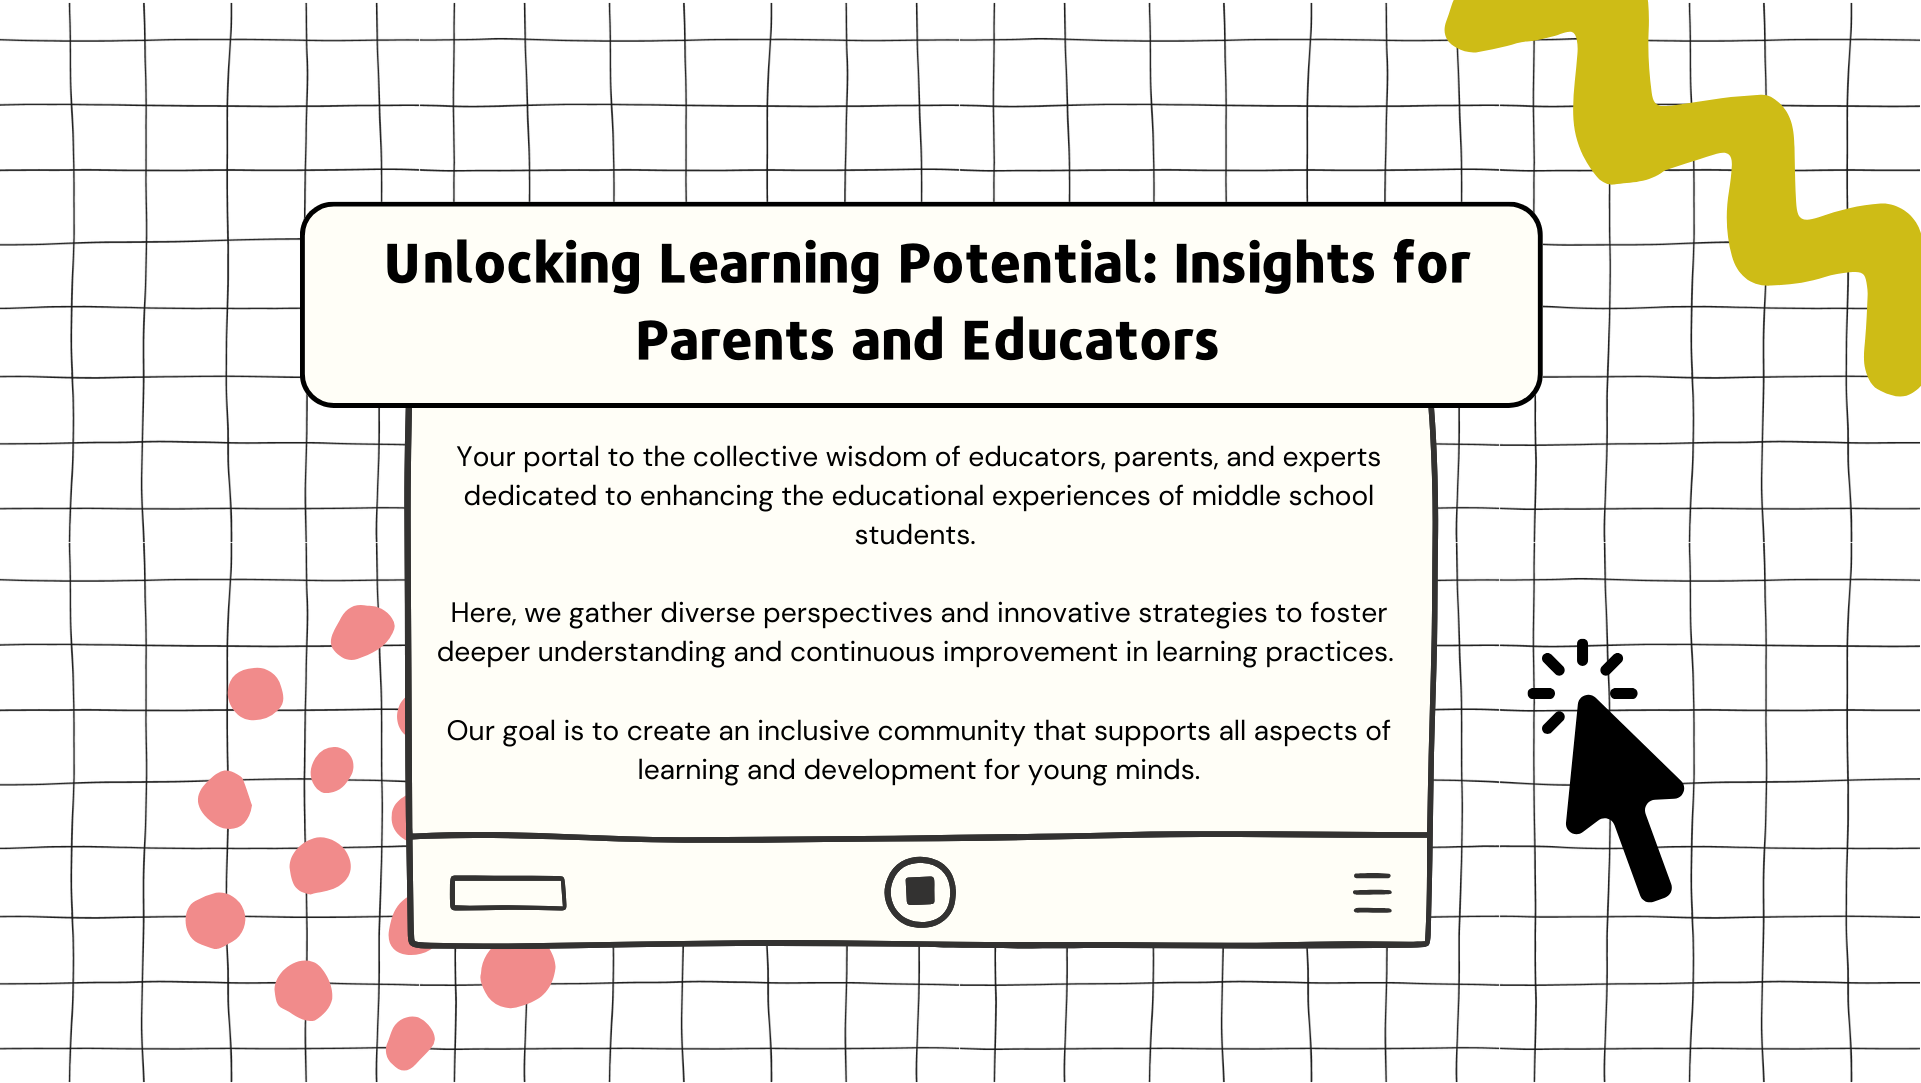 Unlocking Learning Potential: Insights for
Parents and Educators
Your portal to the collective wisdom of educators, parents, and experts
dedicated to enhancing the educational experiences of middle school
students.
Here, we gather diverse perspectives and innovative strategies to foster
deeper understanding and continuous improvement in learning practices.
Our goal is to create an inclusive community that supports all aspects of
learning and development for young minds.